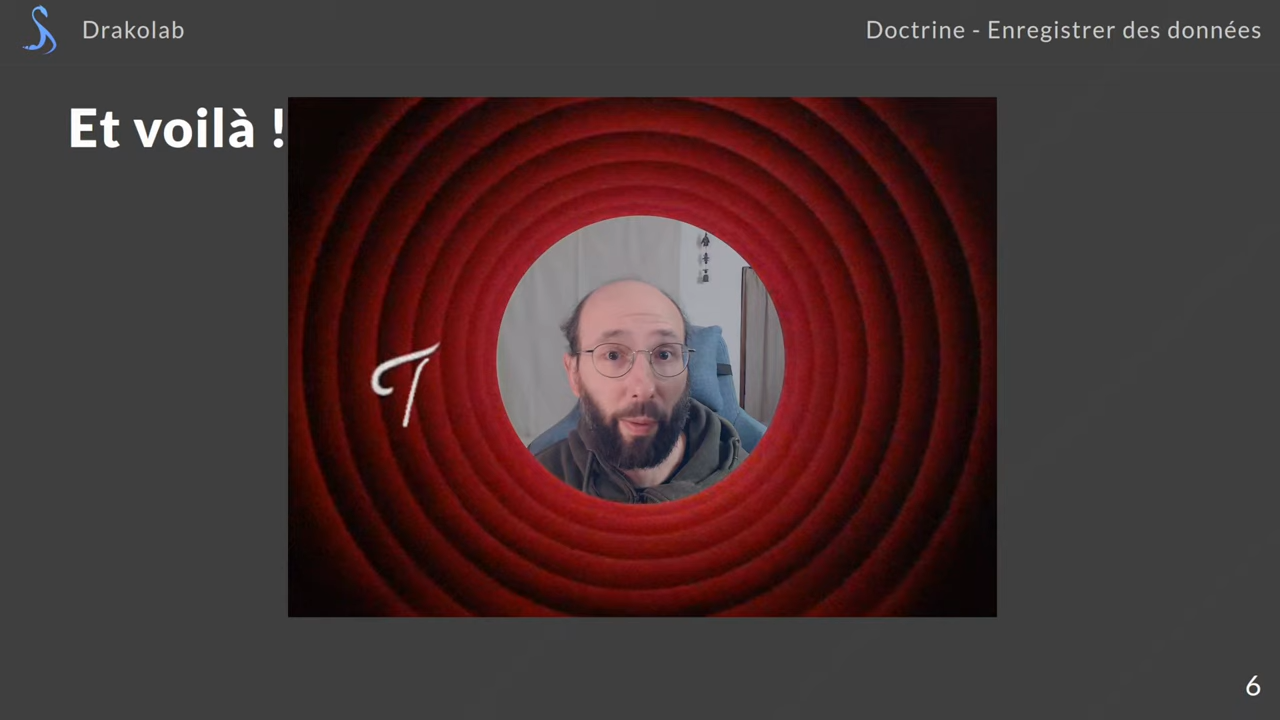 Drakolab
Doctrine - Enregistrer des données
Et voilà !
T
6